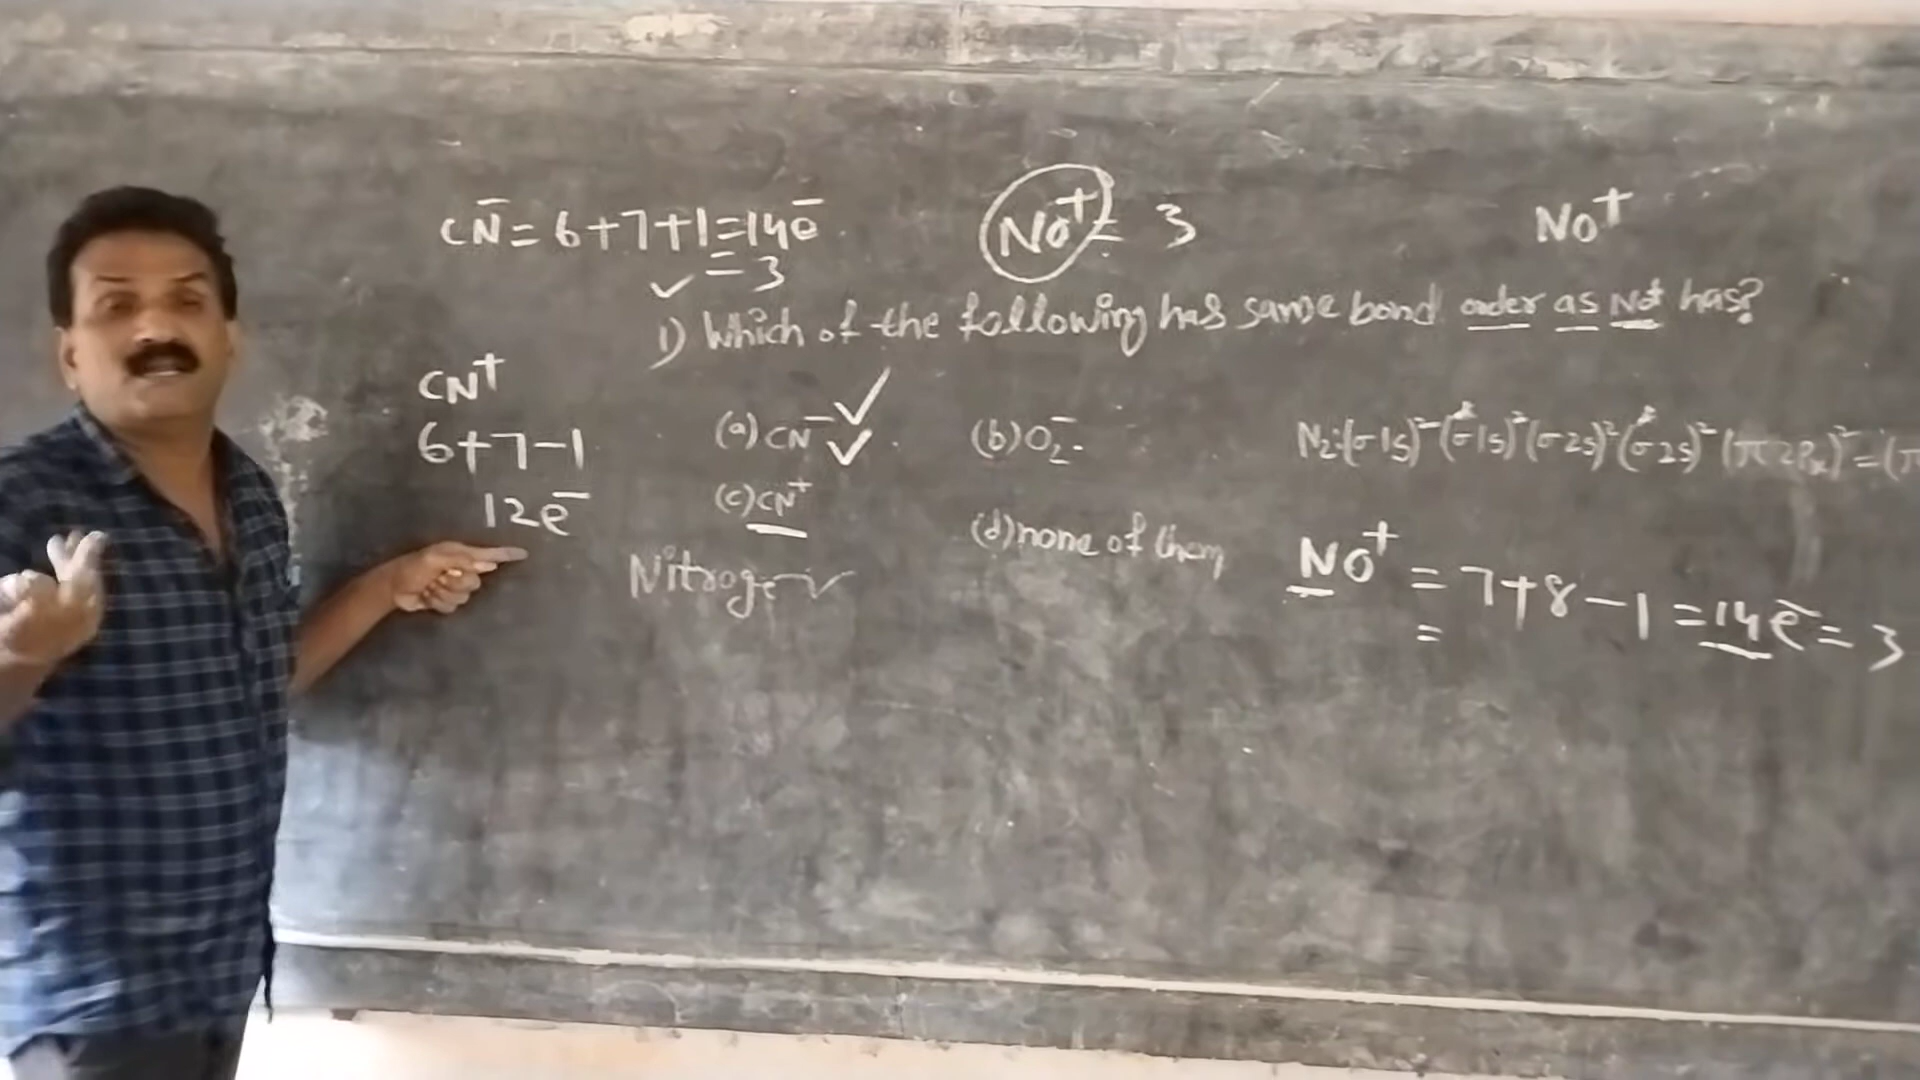 CN⁻ = 6+7+1=14e⁻
= 3
NO⁺ = 3
NO⁺
1) Which of the following has same bond order as NO⁺ has?
CN⁺
6+7-1
12e⁻
(a) CN⁻
(b) O₂⁻.
(c) CN⁺
(d) none of them
Nitrogen
N₂:(σ1s)² (σ*1s)² (σ2s)² (σ*2s)² (π2Pₓ)² = (π
NO⁺ = 7+8-1 = 14e⁻ = 3
=